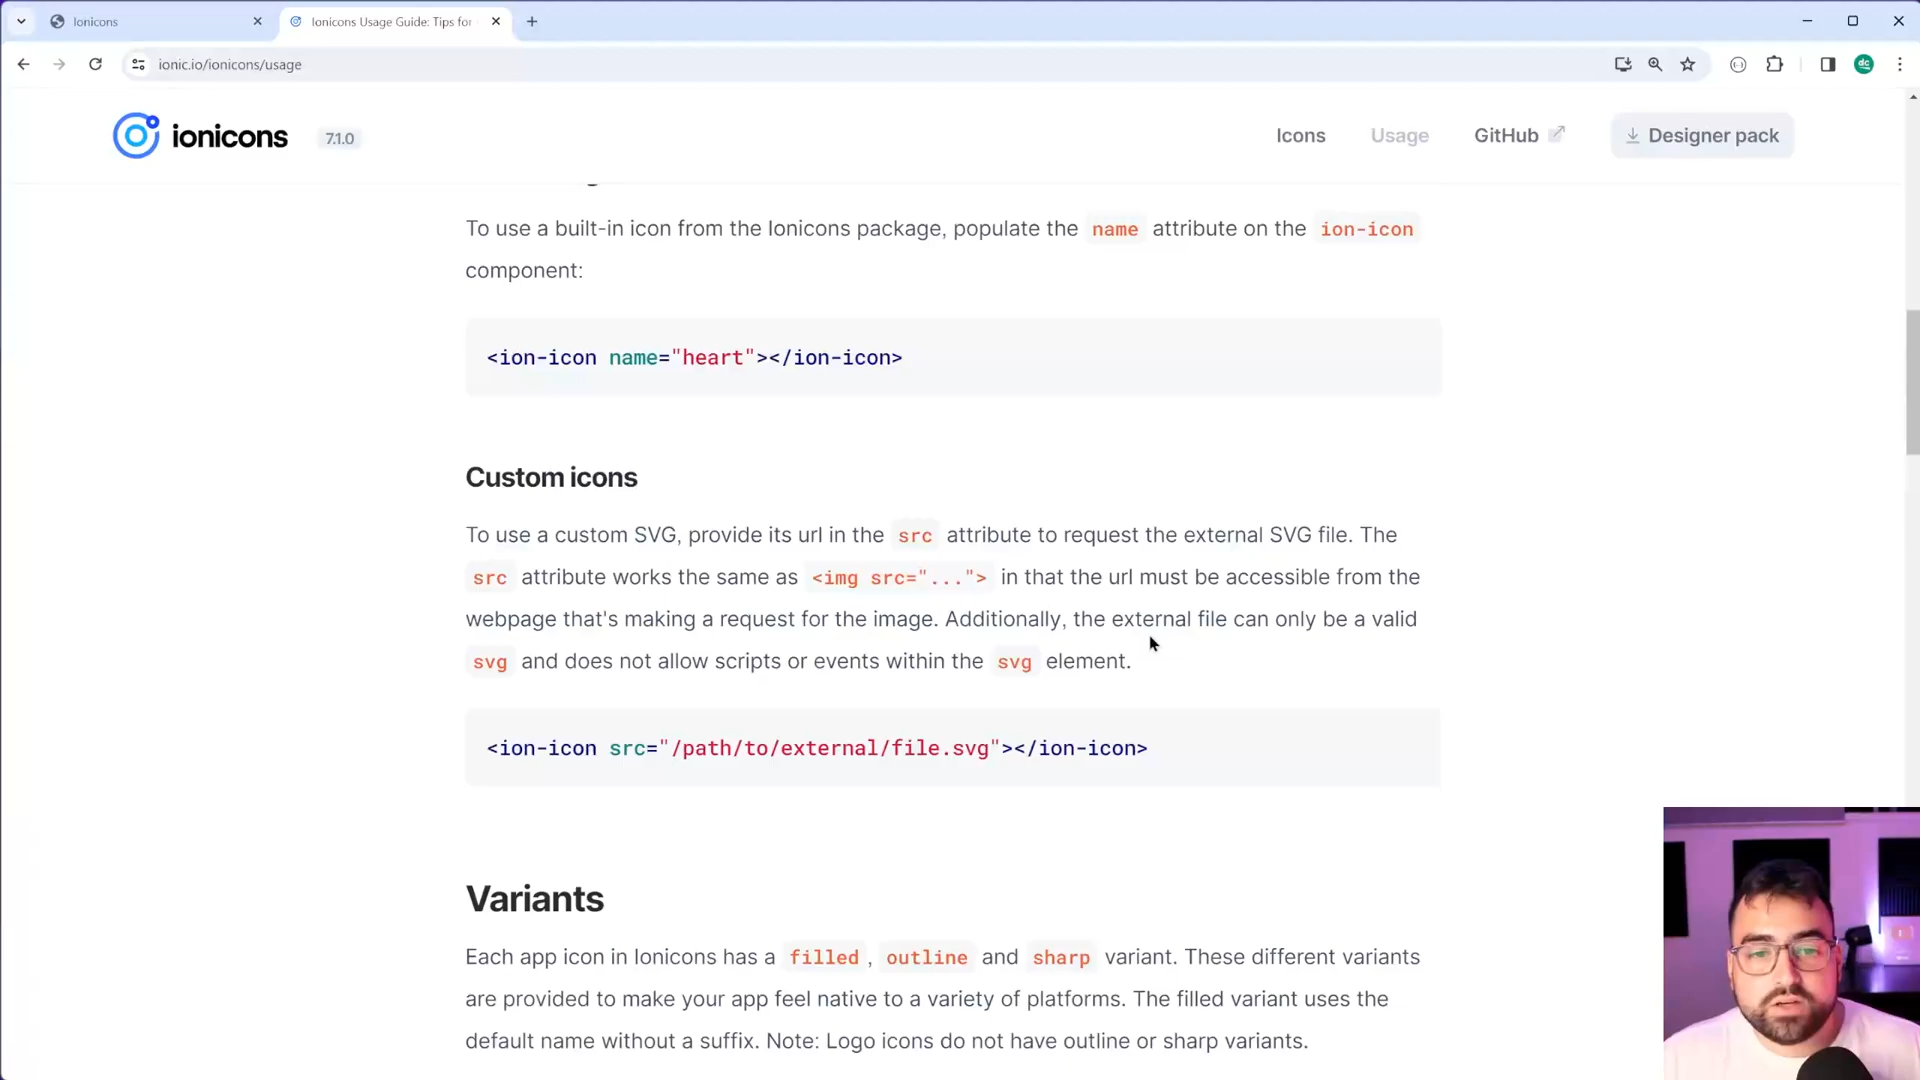 Ionicons
Ionicons Usage Guide: Tips for
ionic.io/ionicons/usage
dc
ionicons 7.1.0
Icons Usage GitHub Designer pack
To use a built-in icon from the Ionicons package, populate the name attribute on the ion-icon
component:
<ion-icon name="heart"></ion-icon>
Custom icons
To use a custom SVG, provide its url in the src attribute to request the external SVG file. The
src attribute works the same as <img src="..."> in that the url must be accessible from the
webpage that's making a request for the image. Additionally, the external file can only be a valid
svg and does not allow scripts or events within the svg element.
<ion-icon src="/path/to/external/file.svg"></ion-icon>
Variants
Each app icon in Ionicons has a filled, outline and sharp variant. These different variants
are provided to make your app feel native to a variety of platforms. The filled variant uses the
default name without a suffix. Note: Logo icons do not have outline or sharp variants.